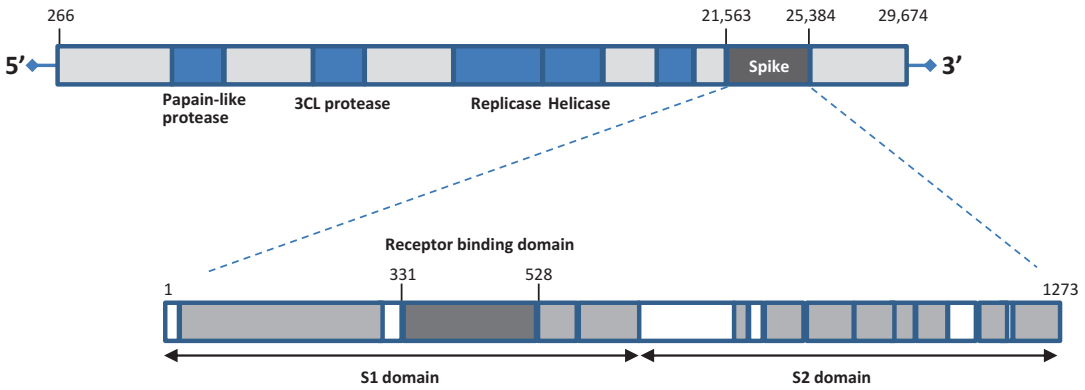 266 21,563 25,384 29,674
5’ Spike 3’
Papain-like
protease
3CL protease
Replicase Helicase
Receptor binding domain
1 331 528 1273
S1 domain S2 domain